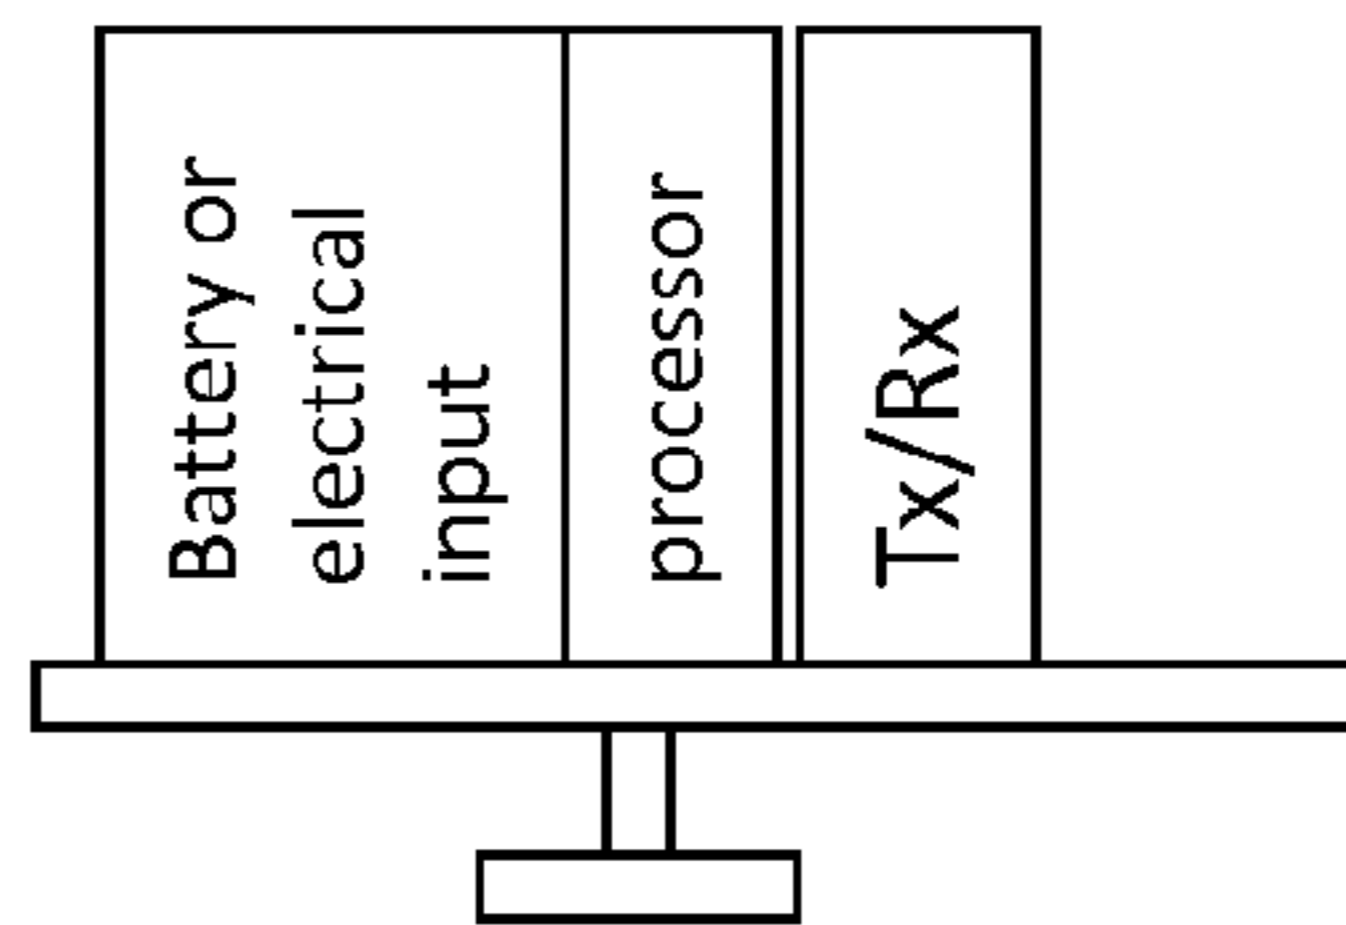 Battery or
electrical
input
processor
Tx/Rx